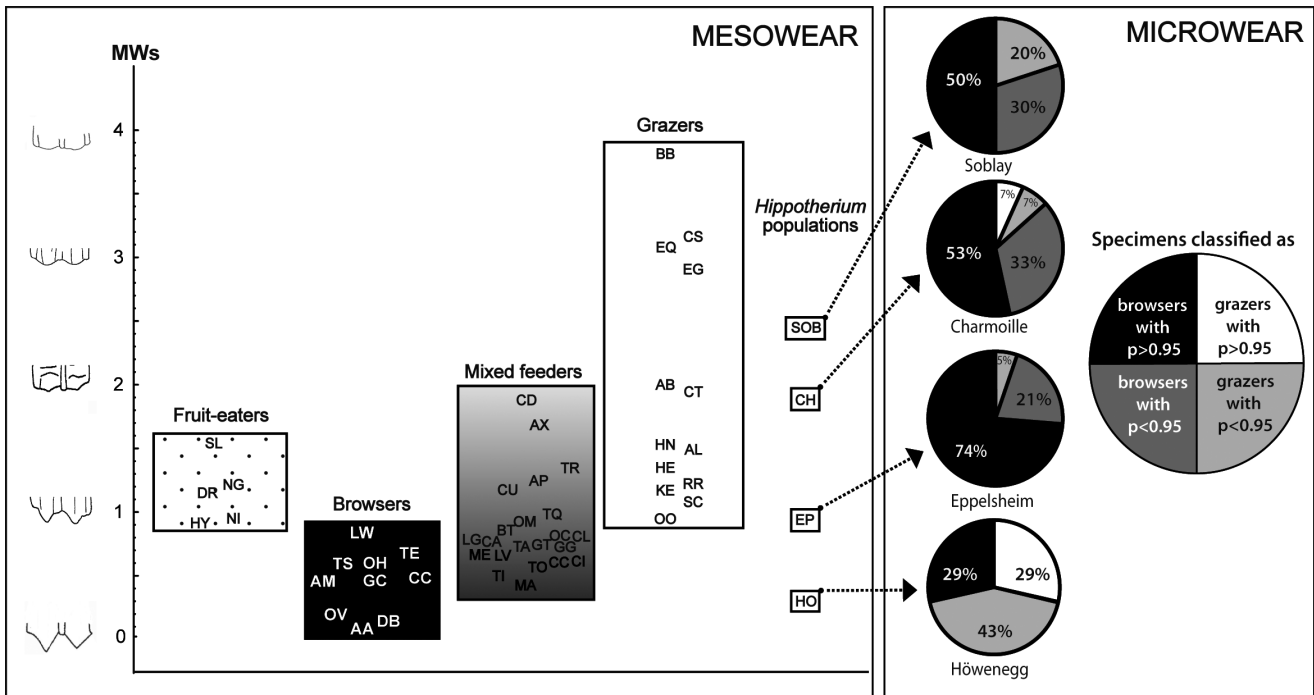 MESOWEAR
MWs
4
3
2
1
0
Fruit-eaters
SL
NG
DR
NI
HY
Browsers
LW
TE
TS OH
AM GC CC
OV DB
AA
Mixed feeders
CD
AX
TR
AP
CU
TQ
OM
BT
LG CA TA GT OC CL
ME LV GG
TO CC CI
TI
MA
Grazers
BB
CS
EQ
EG
AB
CT
HN
AL
HE
RR
KE
SC
OO
Hippotherium
populations
SOB
CH
EP
HO
MICROWEAR
20%
50%
30%
Soblay
7%
7%
53%
33%
Charmoille
5%
21%
74%
Eppelsheim
29%
29%
43%
Höwenegg
Specimens classified as
browsers
with
p>0.95
grazers
with
p>0.95
browsers
with
p<0.95
grazers
with
p<0.95